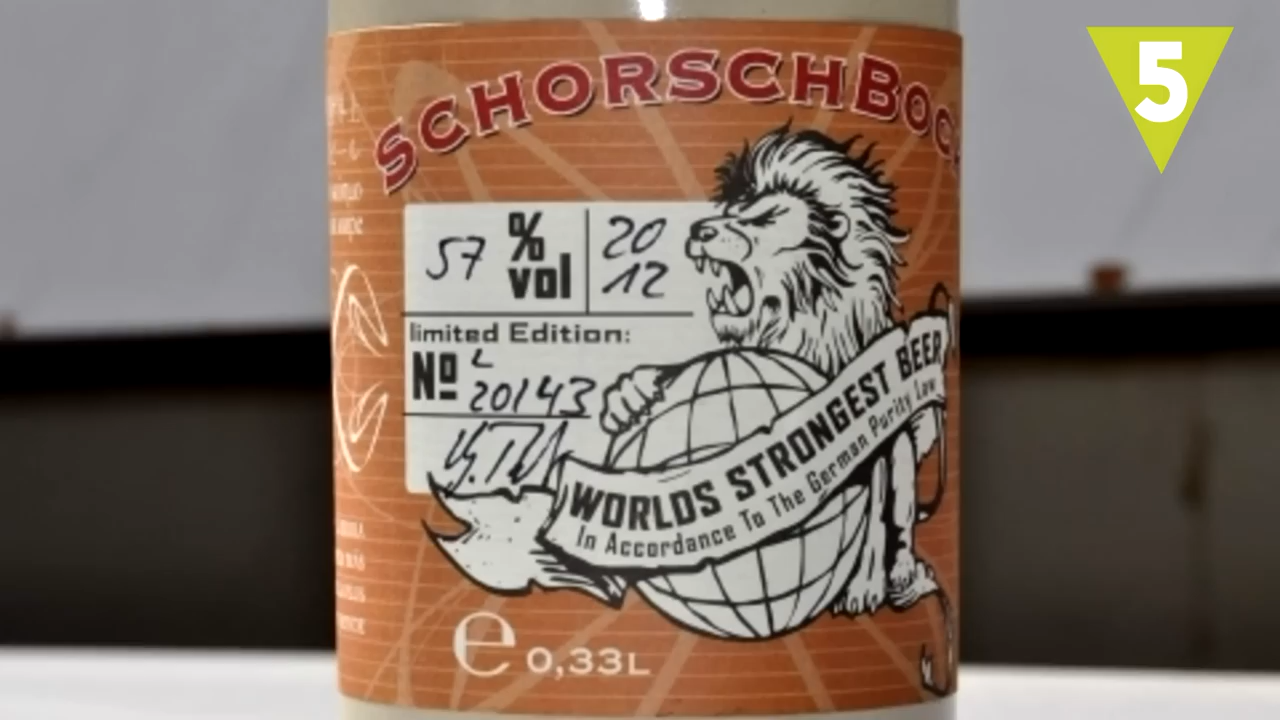 5
SCHORSCHBOC
57 % vol
20
12
limited Edition:
Nº L
20143
WORLDS STRONGEST BEER
In Accordance To The German Purity Law
e 0,33L